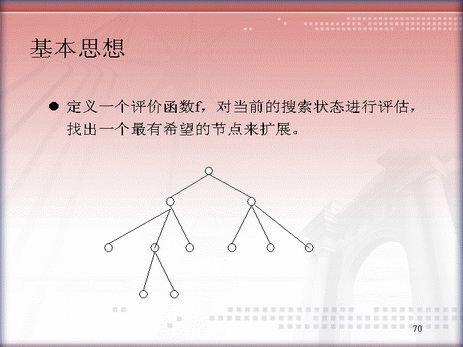 基本思想
定义一个评价函数f，对当前的搜索状态进行评估，
找出一个最有希望的节点来扩展。
70